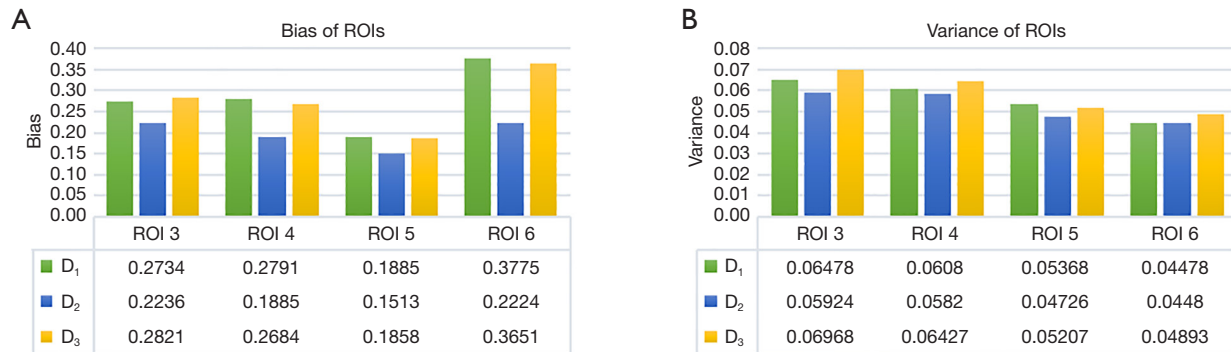 A
Bias of ROIs
Bias
0.40
0.35
0.30
0.25
0.20
0.15
0.10
0.05
0.00
ROI 3 ROI 4 ROI 5 ROI 6
D₁ 0.2734 0.2791 0.1885 0.3775
D₂ 0.2236 0.1885 0.1513 0.2224
D₃ 0.2821 0.2684 0.1858 0.3651
B
Variance of ROIs
Variance
0.08
0.07
0.06
0.05
0.04
0.03
0.02
0.01
0.00
ROI 3 ROI 4 ROI 5 ROI 6
D₁ 0.06478 0.0608 0.05368 0.04478
D₂ 0.05924 0.0582 0.04726 0.0448
D₃ 0.06968 0.06427 0.05207 0.04893